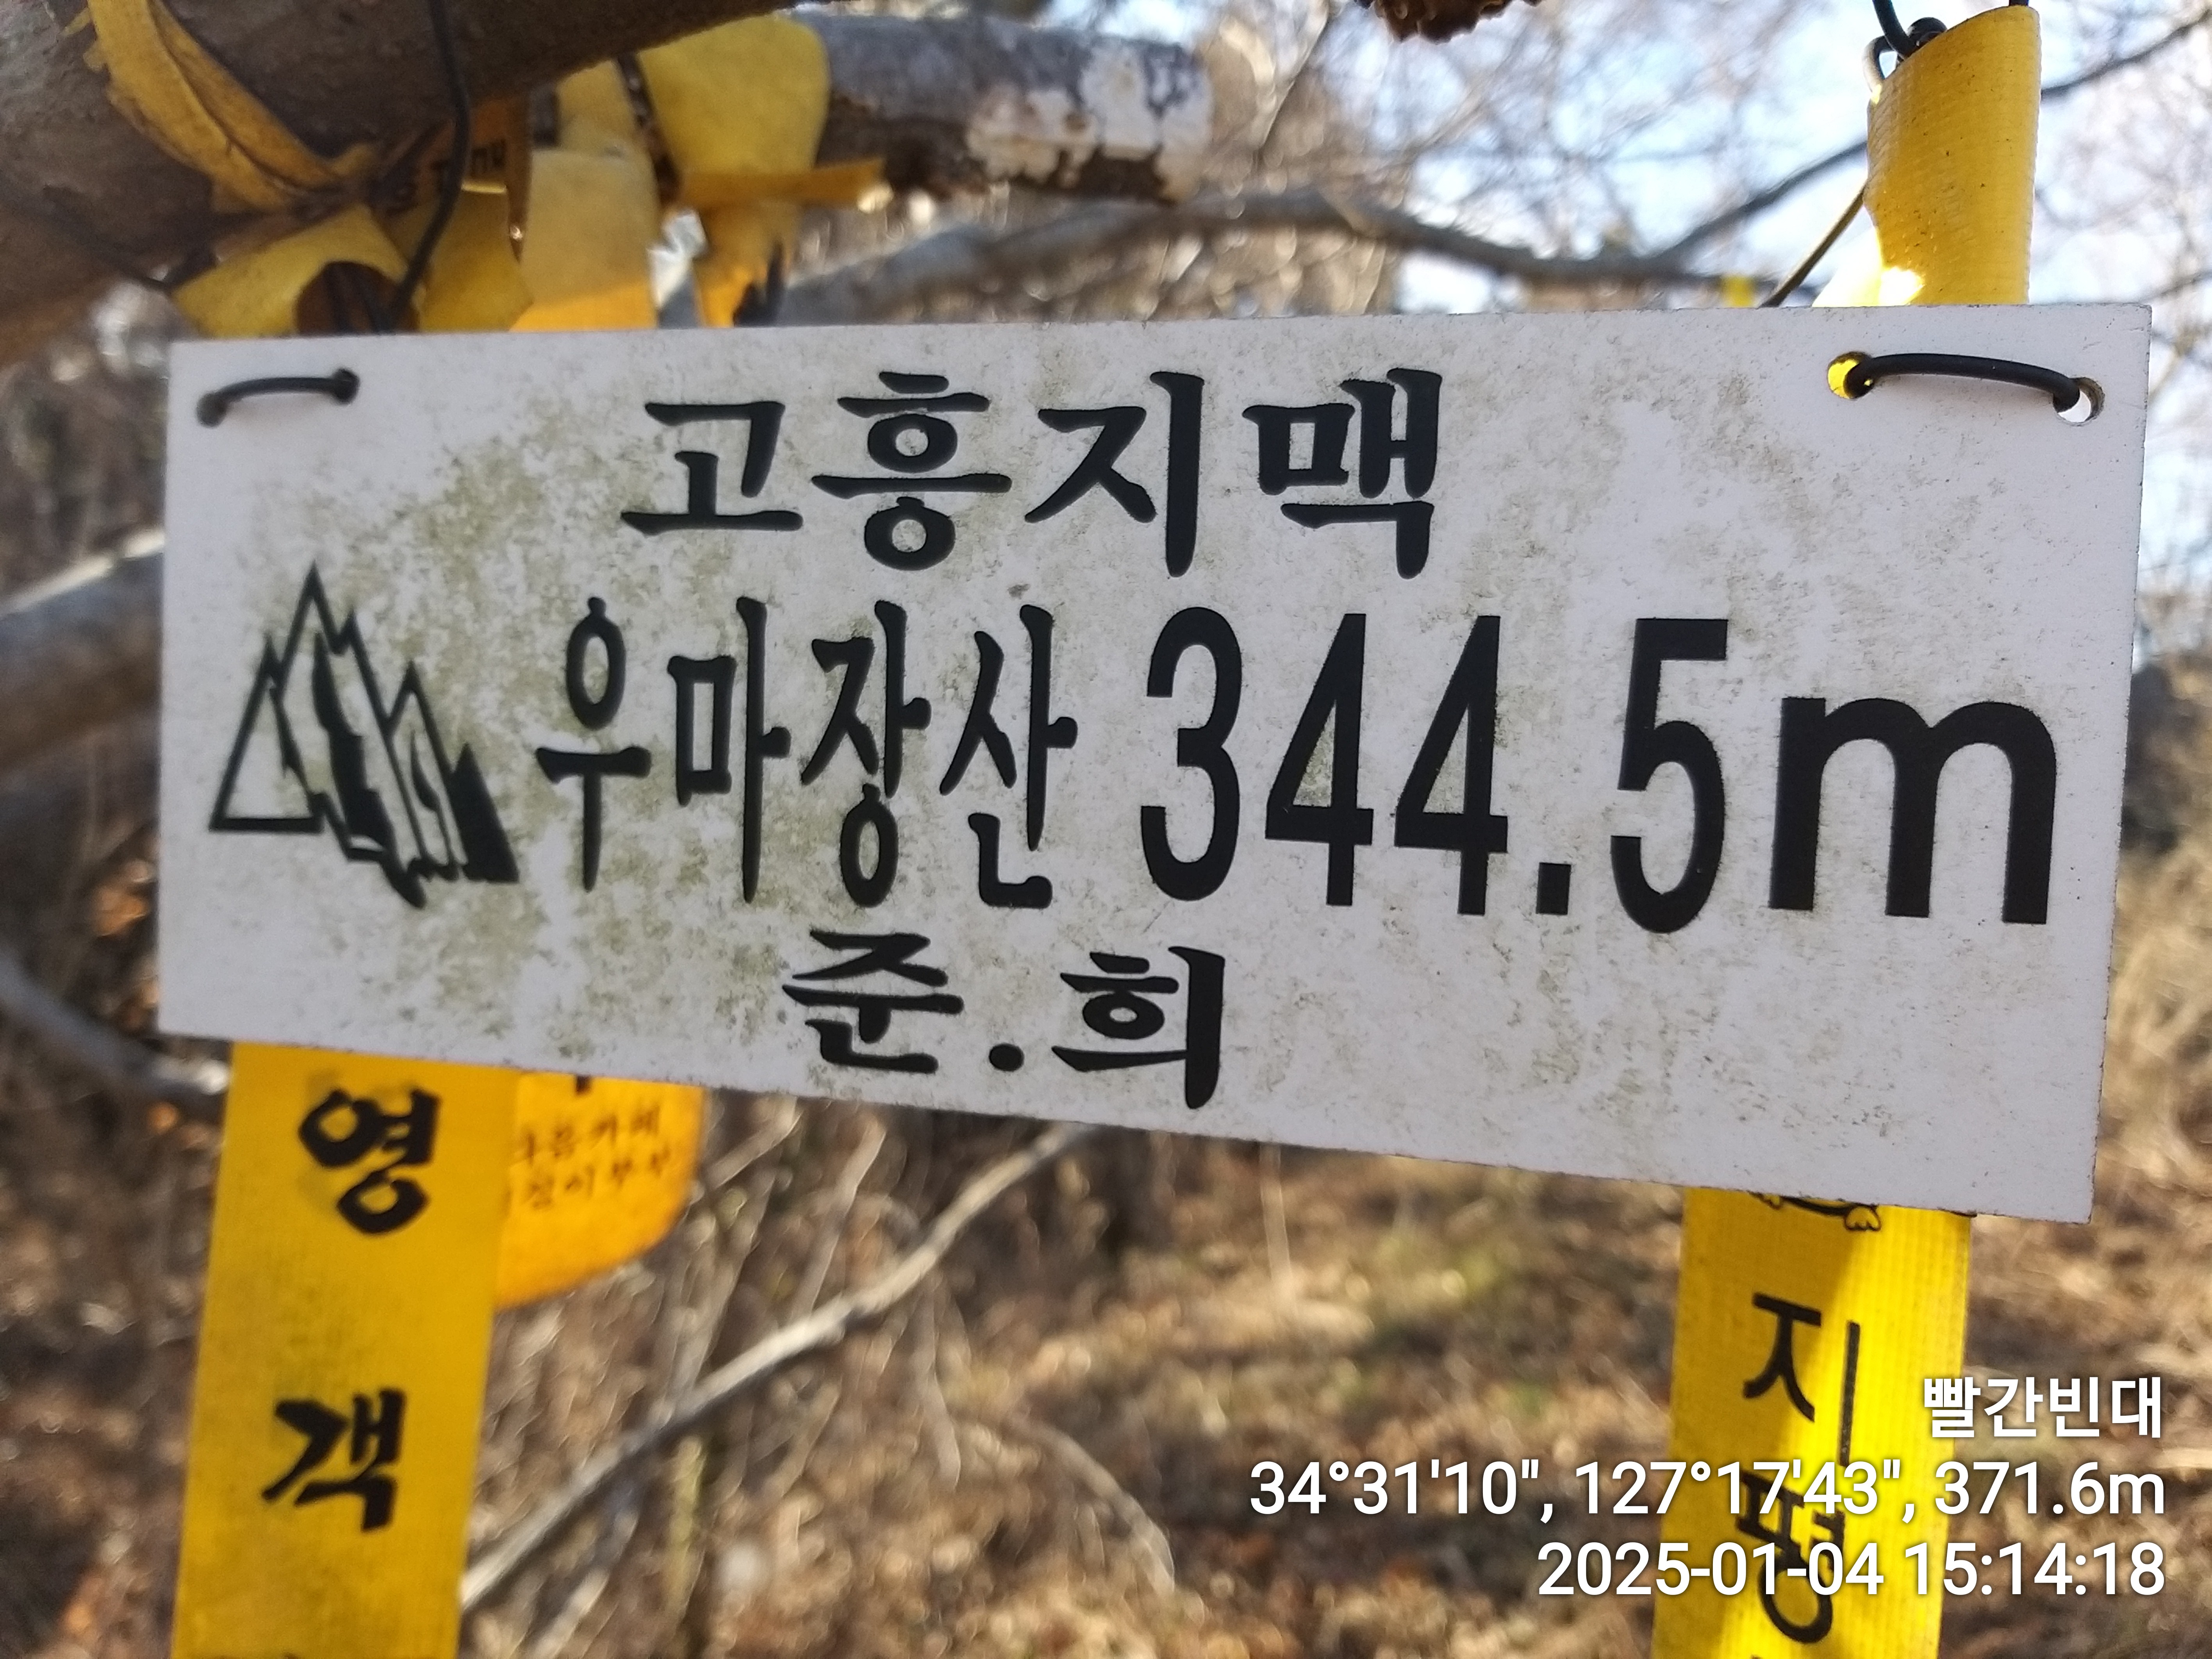 고흥지맥
우마장산 344.5m
준.희
영
객
지
평
빨간빈대
34°31'10", 127°17'43", 371.6m
2025-01-04 15:14:18